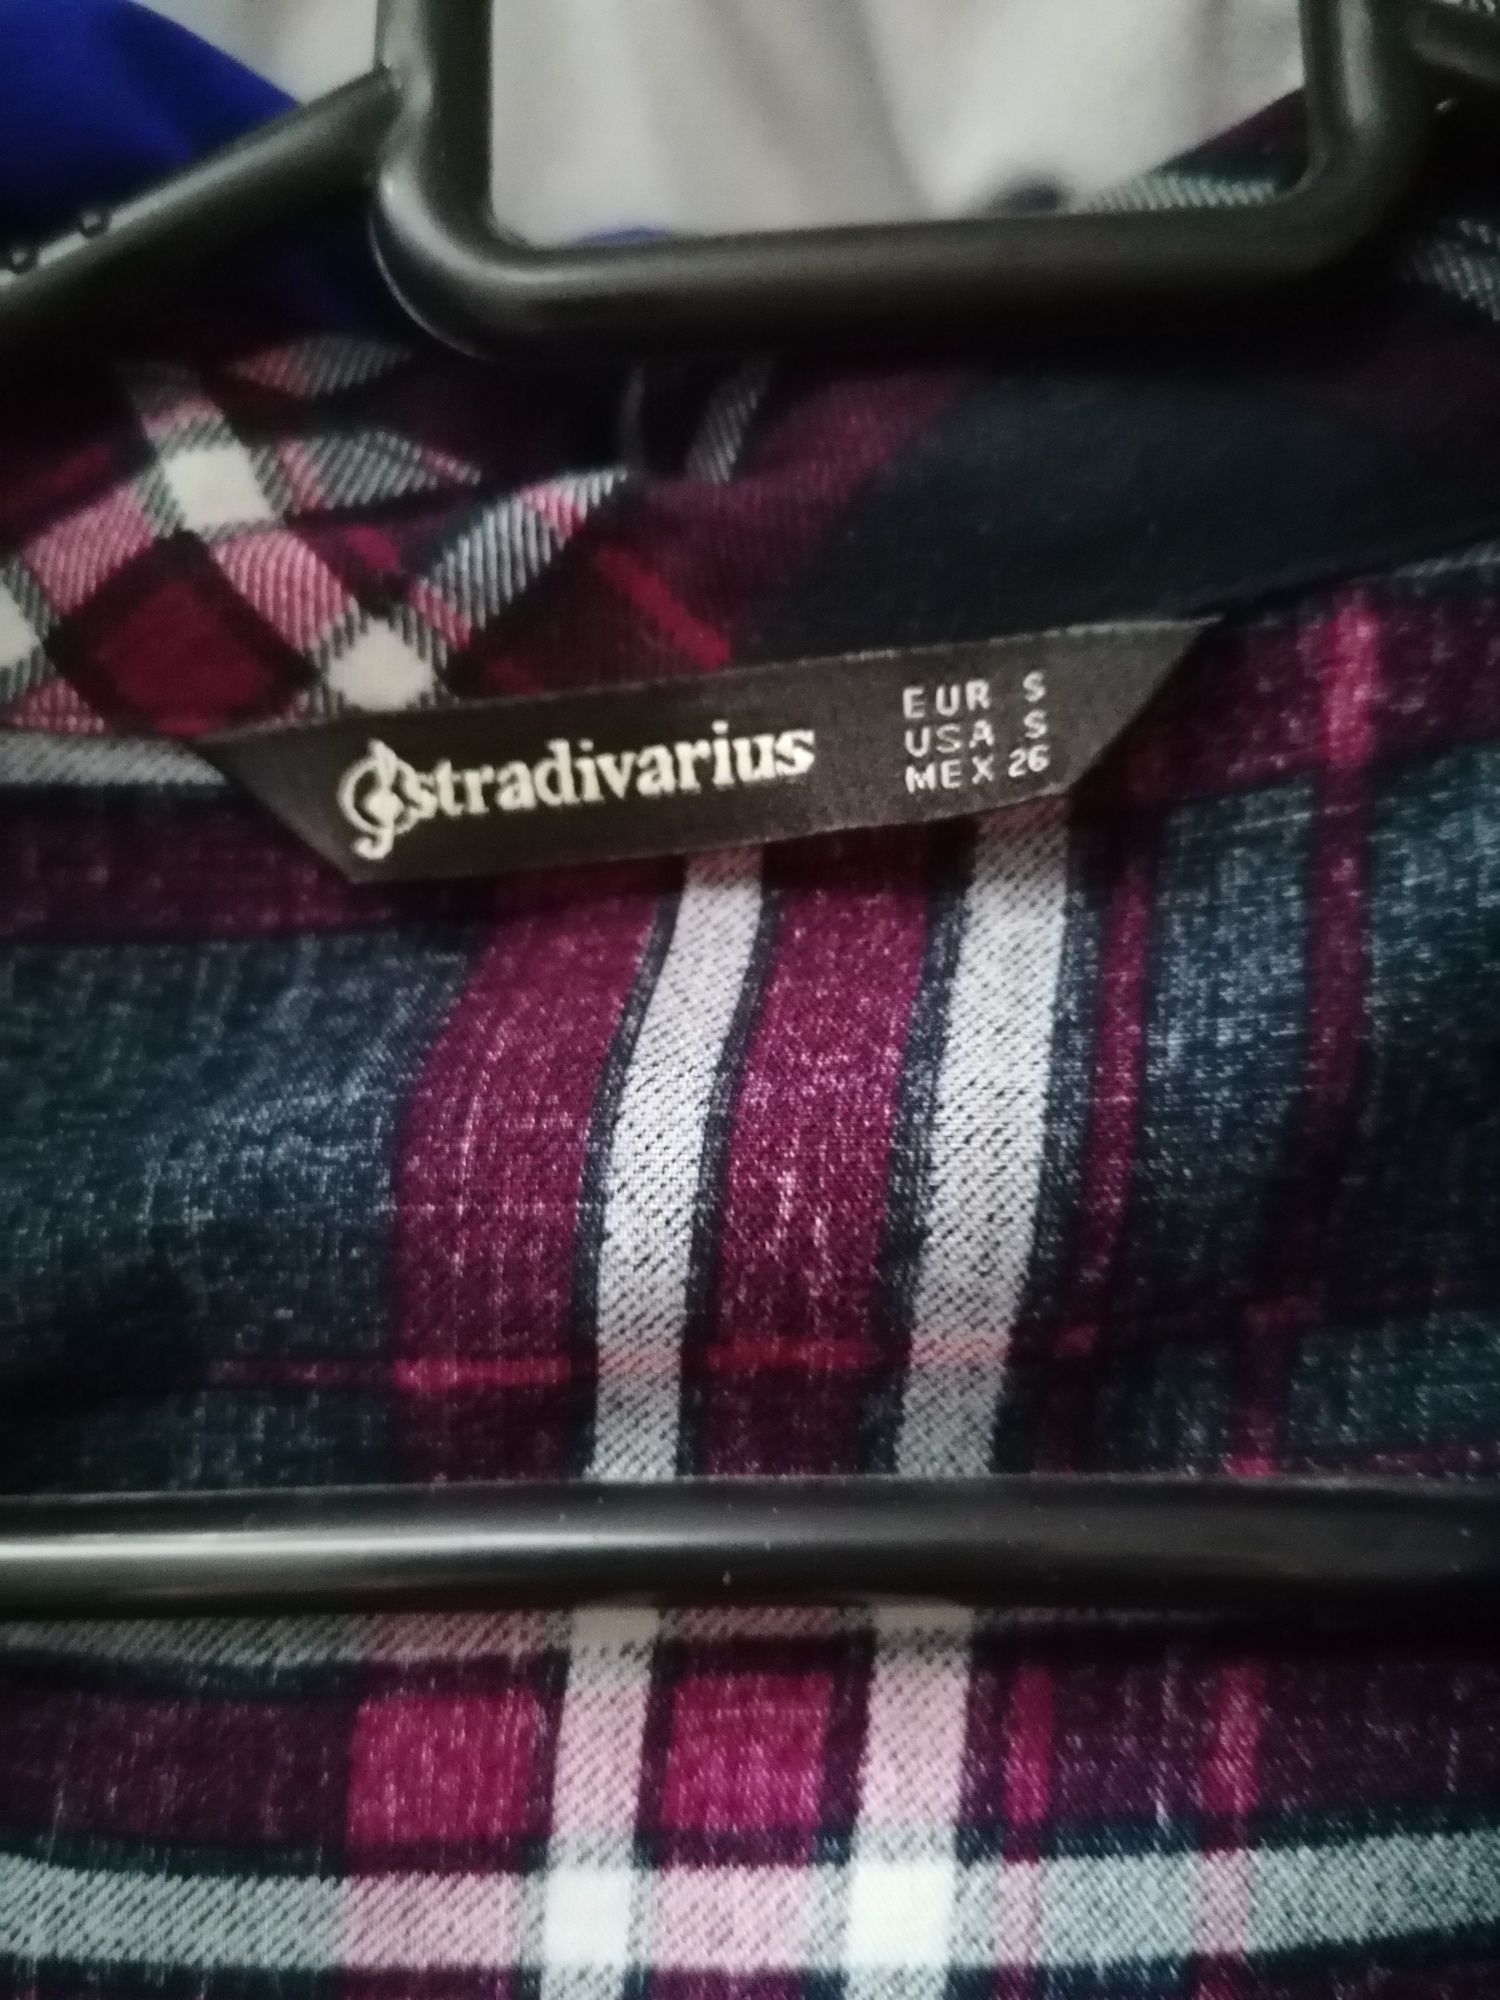 stradivarius
EUR S
USA S
MEX 26